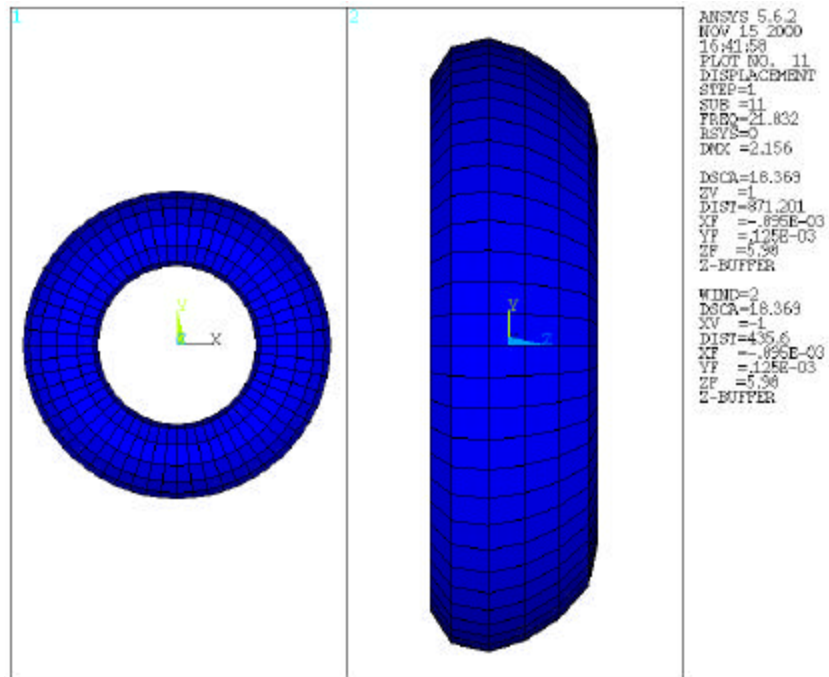 1
2
Y
Z
X
Y
Z
ANSYS 5.6.2
NOV 15 2000
16:41:58
PLOT NO. 11
DISPLACEMENT
STEP=1
SUB =11
FREQ=21.832
RSYS=0
DMX =2.156
DSCA=18.369
ZV =1
DIST=871.201
XF =-.895E-03
YF =.125E-03
ZF =5.98
Z-BUFFER
WIND=2
DSCA=18.369
XV =-1
DIST=435.6
XF =-.895E-03
YF =.125E-03
ZF =5.98
Z-BUFFER